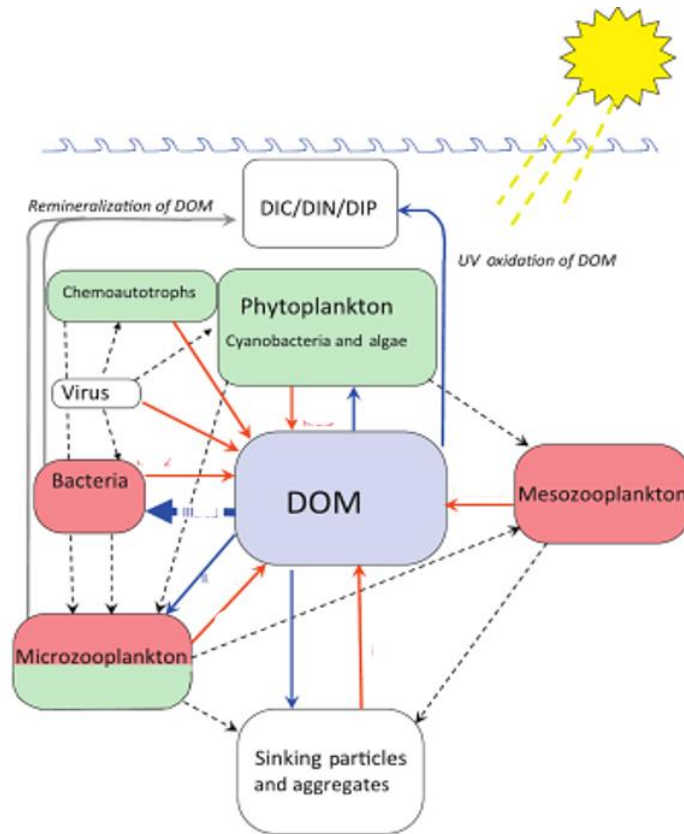 Remineralization of DOM
DIC/DIN/DIP
UV oxidation of DOM
Chemoautotrophs
Phytoplankton
Cyanobacteria and algae
Virus
Bacteria
DOM
Mesozooplankton
Microzooplankton
Sinking particles
and aggregates